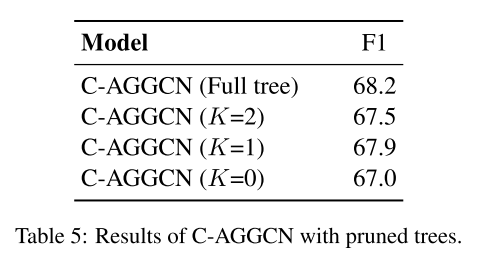 Model F1
C-AGGCN (Full tree) 68.2
C-AGGCN (K=2) 67.5
C-AGGCN (K=1) 67.9
C-AGGCN (K=0) 67.0
Table 5: Results of C-AGGCN with pruned trees.